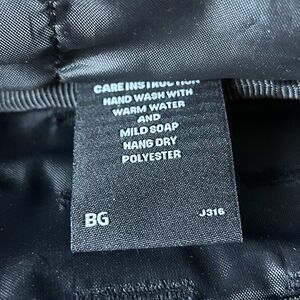 CARE INSTRUCTION
HAND WASH WITH
WARM WATER
AND
MILD SOAP
HANG DRY
POLYESTER
BG J316